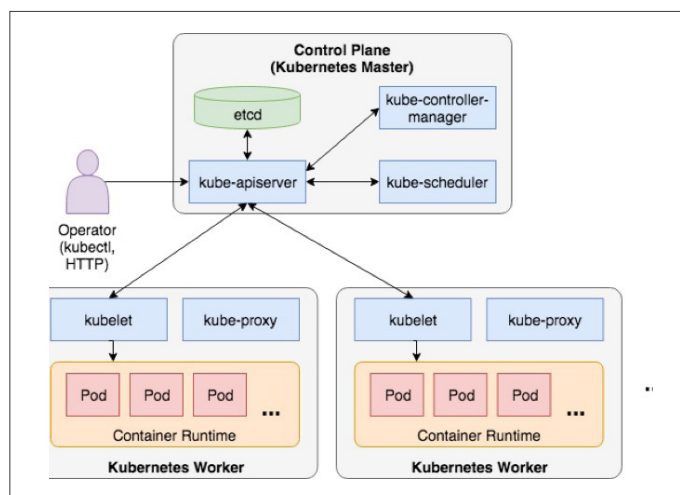 Control Plane
(Kubernetes Master)
etcd
kube-controller-
manager
kube-apiserver
kube-scheduler
Operator
(kubectl,
HTTP)
kubelet
kube-proxy
Pod
Pod
Pod
...
Container Runtime
Kubernetes Worker
kubelet
kube-proxy
Pod
Pod
Pod
...
Container Runtime
Kubernetes Worker